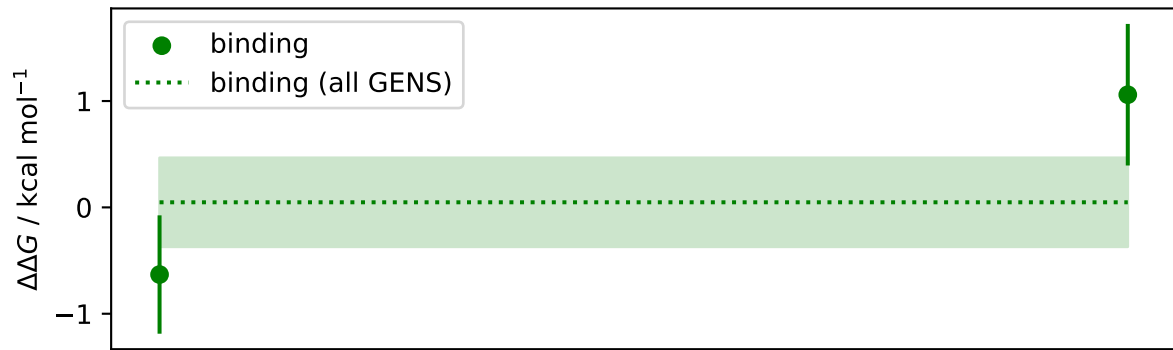 binding
binding (all GENS)
1
0
−1
ΔΔG / kcal mol⁻¹